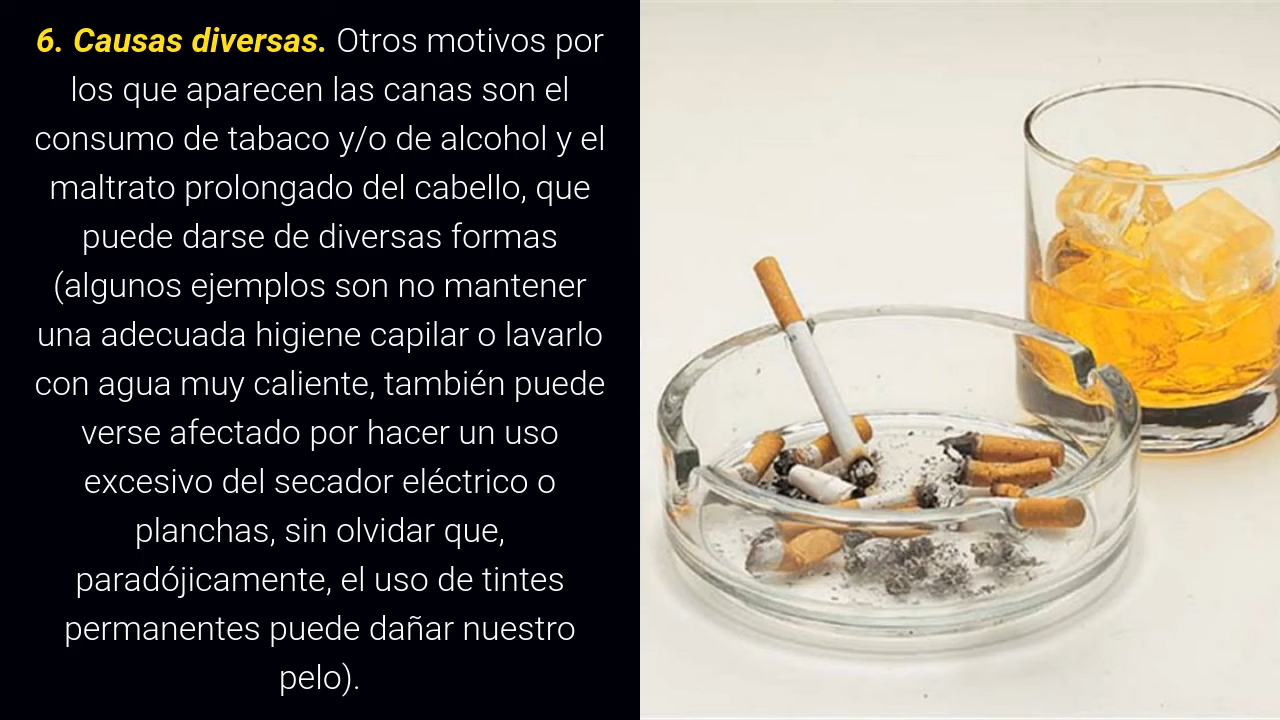 6. Causas diversas. Otros motivos por
los que aparecen las canas son el
consumo de tabaco y/o de alcohol y el
maltrato prolongado del cabello, que
puede darse de diversas formas
(algunos ejemplos son no mantener
una adecuada higiene capilar o lavarlo
con agua muy caliente, también puede
verse afectado por hacer un uso
excesivo del secador eléctrico o
planchas, sin olvidar que,
paradójicamente, el uso de tintes
permanentes puede dañar nuestro
pelo).